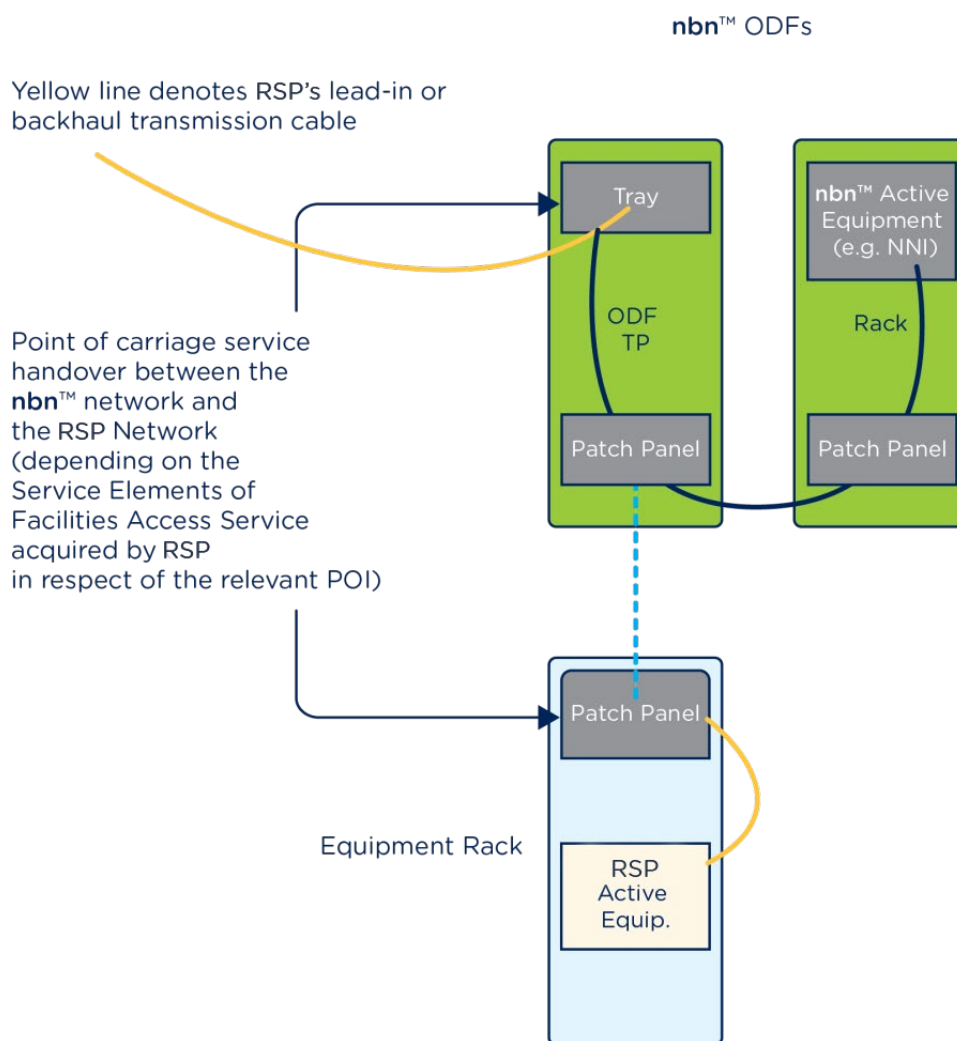 nbn™ ODFs
Yellow line denotes RSP's lead-in or
backhaul transmission cable
Tray
nbn™ Active
Equipment
(e.g. NNI)
ODF
TP
Rack
Point of carriage service
handover between the
nbn™ network and
the RSP Network
(depending on the
Service Elements of
Facilities Access Service
acquired by RSP
in respect of the relevant POI)
Patch Panel
Patch Panel
Patch Panel
Equipment Rack
RSP
Active
Equip.